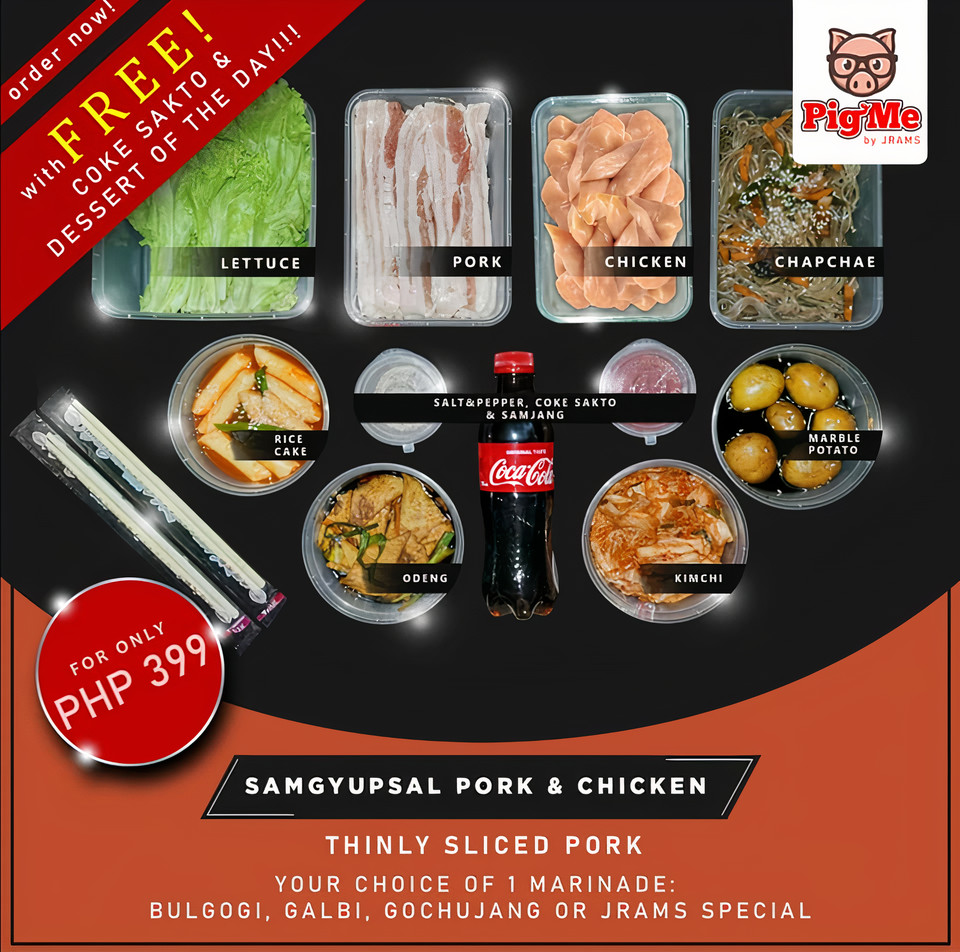 order now!
with FREE!
COKE SAKTO &
DESSERT OF THE DAY!!!
Pig'Me
by JRAMS
LETTUCE
PORK
CHICKEN
CHAPCHAE
SALT&PEPPER, COKE SAKTO
& SAMJANG
RICE
CAKE
MARBLE
POTATO
Coca-Cola
ODENG
KIMCHI
FOR ONLY
PHP 399
SAMGYUPSAL PORK & CHICKEN
THINLY SLICED PORK
YOUR CHOICE OF 1 MARINADE:
BULGOGI, GALBI, GOCHUJANG OR JRAMS SPECIAL